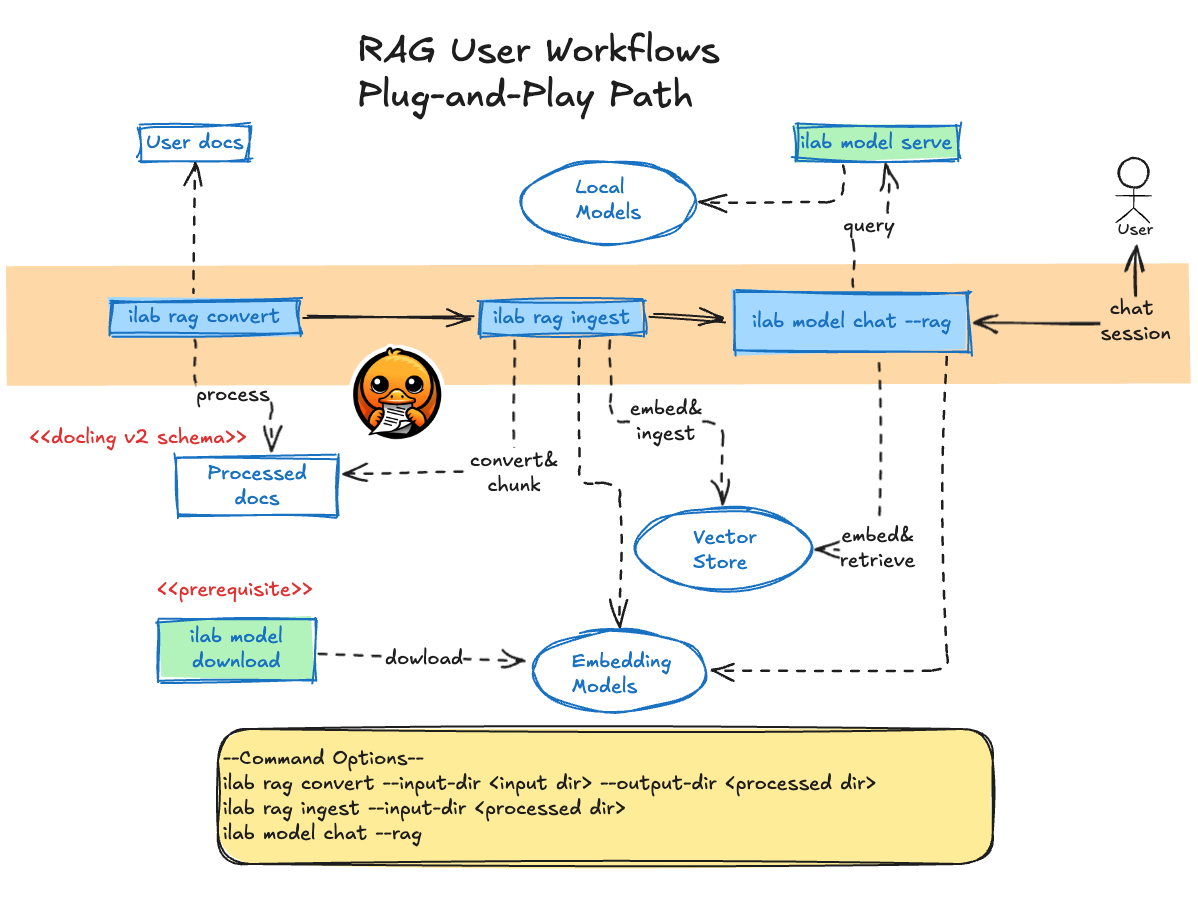 RAG User Workflows
Plug-and-Play Path
User docs
ilab model serve
Local
Models
query
User
ilab rag convert
ilab rag ingest
ilab model chat --rag
chat
session
process
embed&
ingest
<<docling v2 schema>>
convert&
chunk
Processed
docs
Vector
Store
embed&
retrieve
<<prerequisite>>
ilab model
download
dowload
Embedding
Models
--Command Options--
ilab rag convert --input-dir <input dir> --output-dir <processed dir>
ilab rag ingest --input-dir <processed dir>
ilab model chat --rag